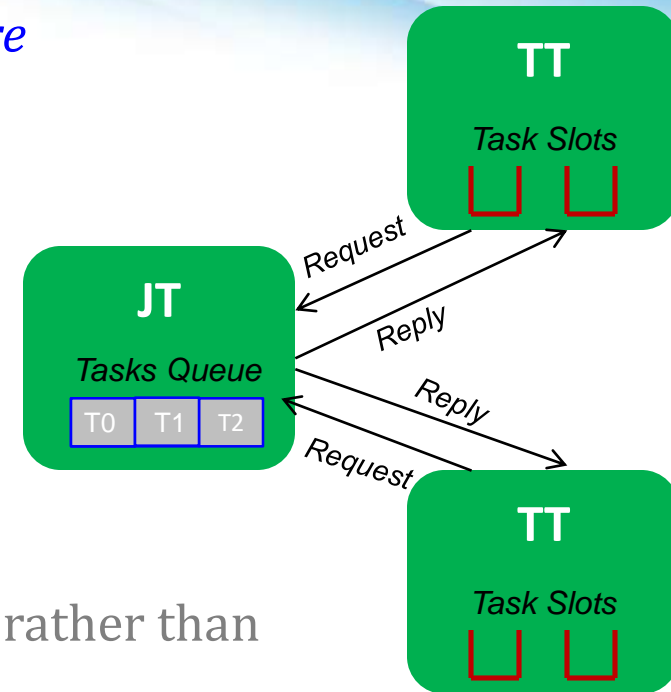 re
TT
Task Slots
Request
JT
Reply
Tasks Queue
T0 T1 T2
Reply
Request
TT
Task Slots
rather than